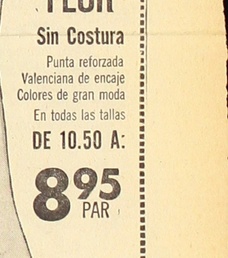 FLOR
Sin Costura
Punta reforzada
Valenciana de encaje
Colores de gran moda
En todas las tallas
DE 10.50 A:
8 95
PAR